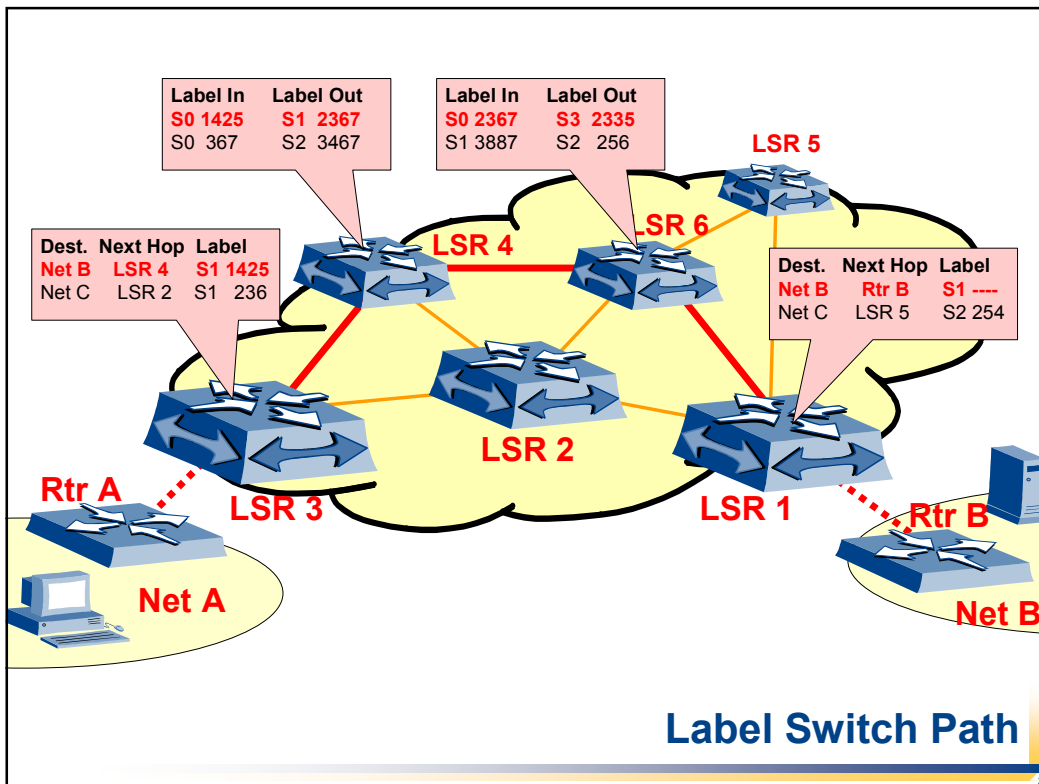 Label In Label Out
S0 1425 S1 2367
S0 367 S2 3467
Label In Label Out
S0 2367 S3 2335
S1 3887 S2 256
LSR 5
LSR 4
LSR 6
Dest. Next Hop Label
Net B LSR 4 S1 1425
Net C LSR 2 S1 236
Dest. Next Hop Label
Net B Rtr B S1 ----
Net C LSR 5 S2 254
LSR 2
LSR 3
LSR 1
Rtr A
Rtr B
Net A
Net B
Label Switch Path